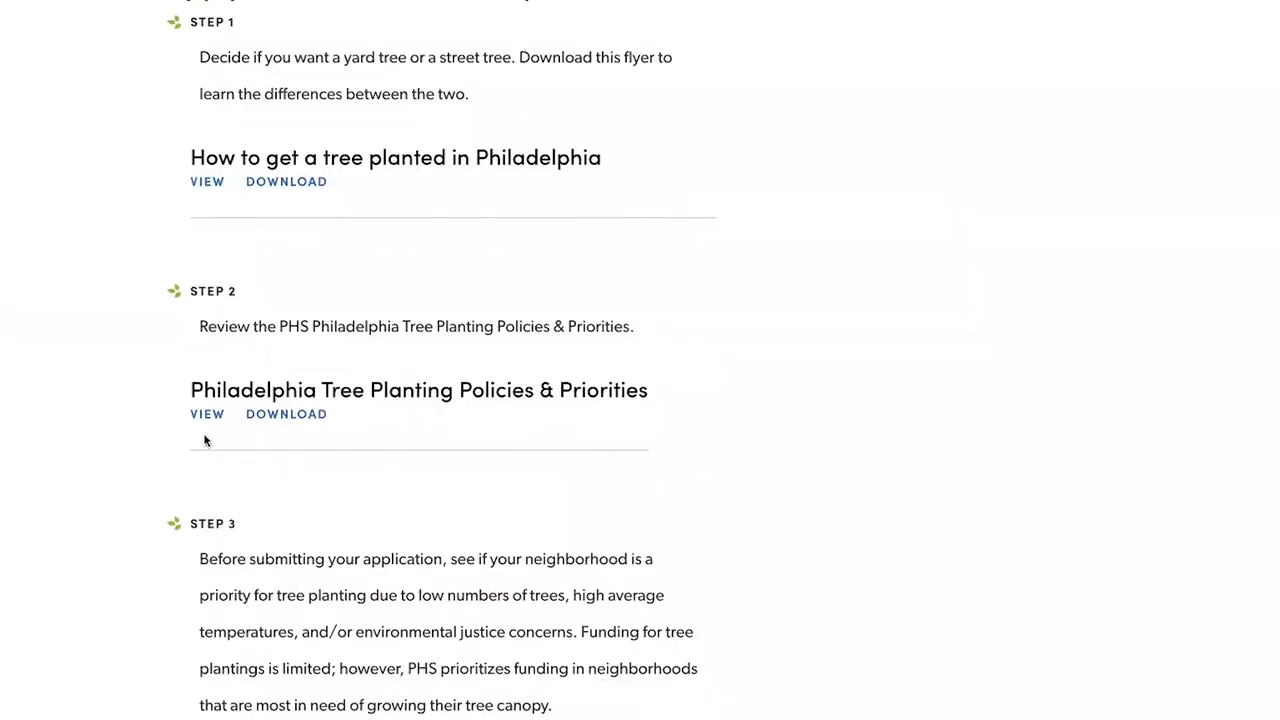 STEP 1
Decide if you want a yard tree or a street tree. Download this flyer to
learn the differences between the two.
How to get a tree planted in Philadelphia
VIEW DOWNLOAD
STEP 2
Review the PHS Philadelphia Tree Planting Policies & Priorities.
Philadelphia Tree Planting Policies & Priorities
VIEW DOWNLOAD
STEP 3
Before submitting your application, see if your neighborhood is a
priority for tree planting due to low numbers of trees, high average
temperatures, and/or environmental justice concerns. Funding for tree
plantings is limited; however, PHS prioritizes funding in neighborhoods
that are most in need of growing their tree canopy.